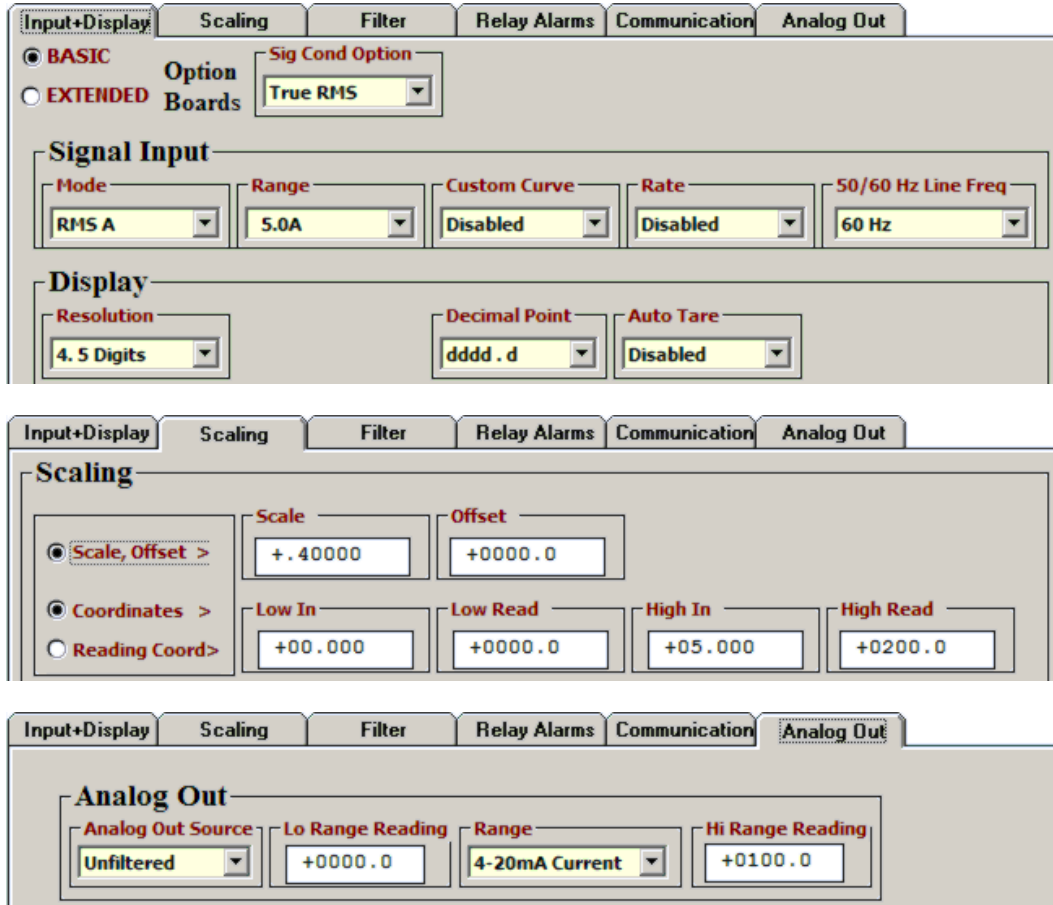 Input+Display Scaling Filter Relay Alarms Communication Analog Out
BASIC
EXTENDED
Option
Boards
Sig Cond Option
True RMS
Signal Input
Mode Range Custom Curve Rate 50/60 Hz Line Freq
RMS A 5.0A Disabled Disabled 60 Hz
Display
Resolution Decimal Point Auto Tare
4. 5 Digits dddd . d Disabled
Input+Display Scaling Filter Relay Alarms Communication Analog Out
Scaling
Scale Offset
Scale, Offset > +.40000 +0000.0
Low In Low Read High In High Read
Coordinates >
Reading Coord> +00.000 +0000.0 +05.000 +0200.0
Input+Display Scaling Filter Relay Alarms Communication Analog Out
Analog Out
Analog Out Source Lo Range Reading Range Hi Range Reading
Unfiltered +0000.0 4-20mA Current +0100.0